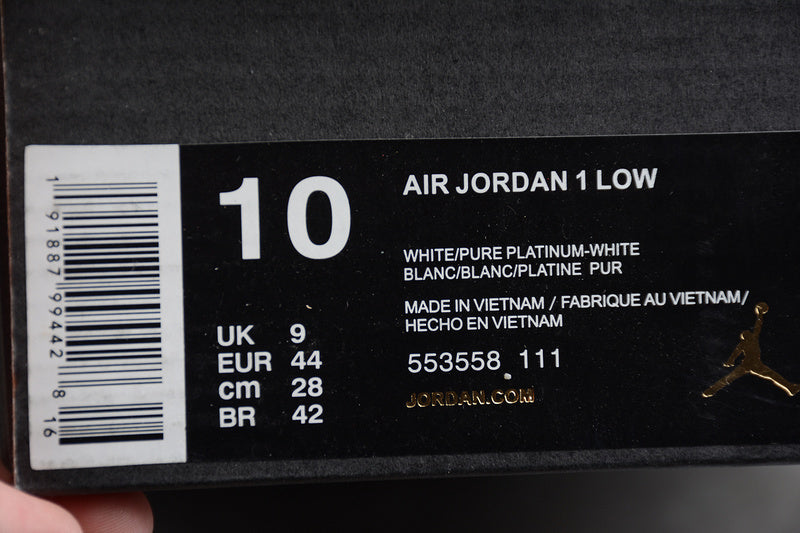 1 91887 99442 8 16
10
UK 9
EUR 44
cm 28
BR 42
AIR JORDAN 1 LOW
WHITE/PURE PLATINUM-WHITE
BLANC/BLANC/PLATINE PUR
MADE IN VIETNAM / FABRIQUE AU VIETNAM/
HECHO EN VIETNAM
553558 111
JORDAN.COM